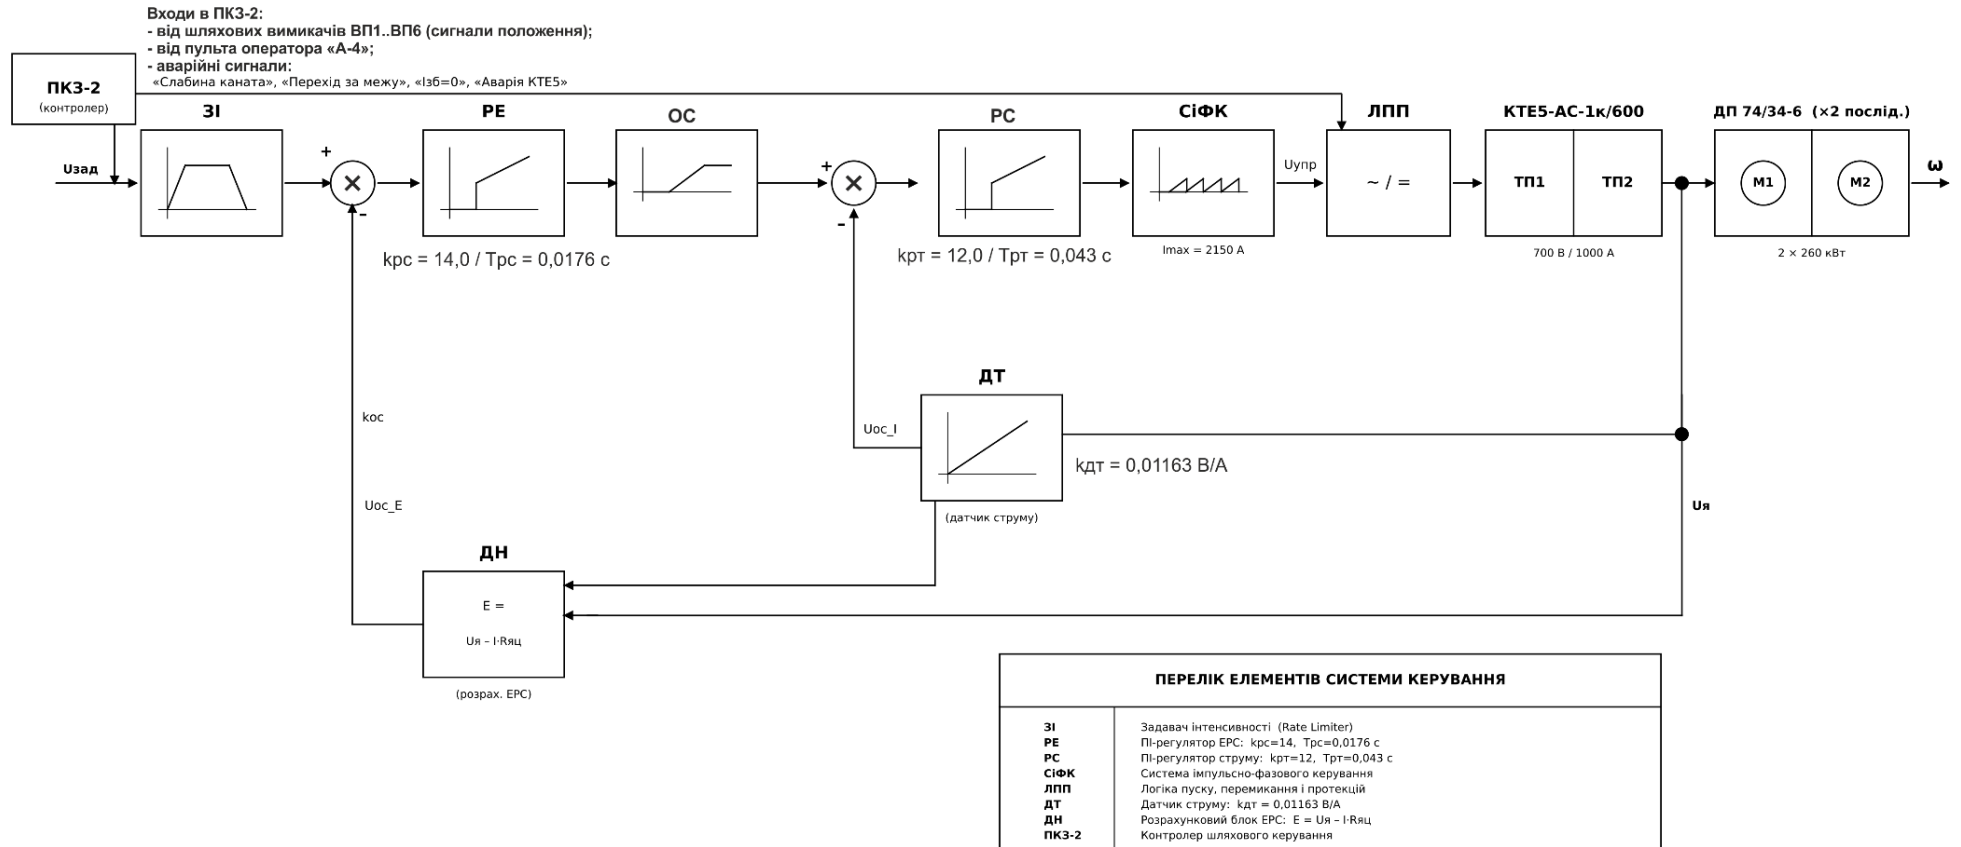 Входи в ПКЗ-2:
- від шляхових вимикачів ВП1..ВП6 (сигнали положення);
- від пульта оператора «А-4»;
- аварійні сигнали:
«Слабина каната», «Перехід за межу», «Ізб=0», «Аварія КТЕ5»
ПКЗ-2
(контролер)
ЗІ
РЕ
ОС
РС
СіФК
ЛПП
КТЕ5-АС-1к/600
ДП 74/34-6 (×2 послід.)
Uзад
+
–
+
–
Uупр
~ / =
ТП1
ТП2
М1
М2
ω
kрс = 14,0 / Tрс = 0,0176 с
kрт = 12,0 / Tрт = 0,043 с
Imax = 2150 А
700 В / 1000 А
2 × 260 кВт
ДТ
kос
Uос_I
kдт = 0,01163 В/А
Uос_E
(датчик струму)
Uя
ДН
E =
Uя – I·Rяц
(розрах. ЕРС)
ПЕРЕЛІК ЕЛЕМЕНТІВ СИСТЕМИ КЕРУВАННЯ
ЗІ Задавач інтенсивності (Rate Limiter)
РЕ ПІ-регулятор ЕРС: kрс=14, Tрс=0,0176 с
РС ПІ-регулятор струму: kрт=12, Tрт=0,043 с
СіФК Система імпульсно-фазового керування
ЛПП Логіка пуску, перемикання і протекцій
ДТ Датчик струму: kдт = 0,01163 В/А
ДН Розрахунковий блок ЕРС: E = Uя – I·Rяц
ПКЗ-2 Контролер шляхового керування